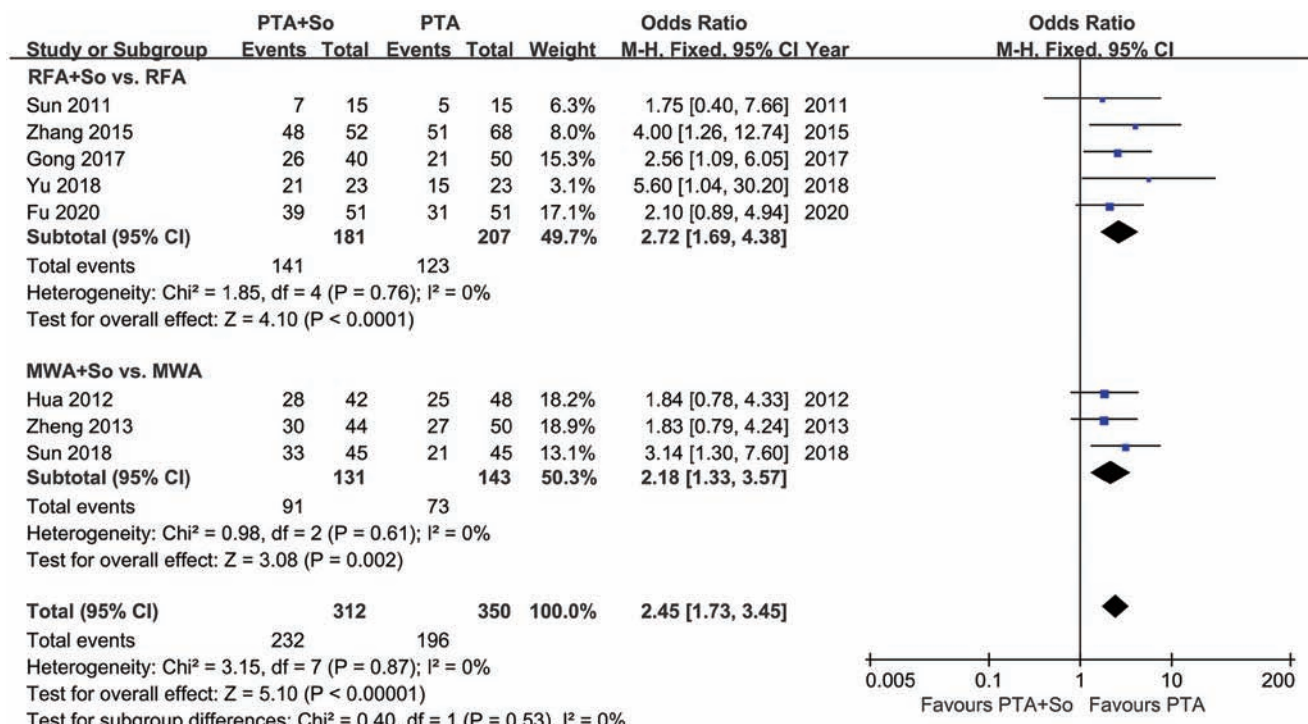 PTA+So PTA Odds Ratio Odds Ratio
Study or Subgroup Events Total Events Total Weight M-H, Fixed, 95% CI Year M-H, Fixed, 95% CI
RFA+So vs. RFA
Sun 2011 7 15 5 15 6.3% 1.75 [0.40, 7.66] 2011
Zhang 2015 48 52 51 68 8.0% 4.00 [1.26, 12.74] 2015
Gong 2017 26 40 21 50 15.3% 2.56 [1.09, 6.05] 2017
Yu 2018 21 23 15 23 3.1% 5.60 [1.04, 30.20] 2018
Fu 2020 39 51 31 51 17.1% 2.10 [0.89, 4.94] 2020
Subtotal (95% CI) 181 207 49.7% 2.72 [1.69, 4.38]
Total events 141 123
Heterogeneity: Chi² = 1.85, df = 4 (P = 0.76); I² = 0%
Test for overall effect: Z = 4.10 (P < 0.0001)
MWA+So vs. MWA
Hua 2012 28 42 25 48 18.2% 1.84 [0.78, 4.33] 2012
Zheng 2013 30 44 27 50 18.9% 1.83 [0.79, 4.24] 2013
Sun 2018 33 45 21 45 13.1% 3.14 [1.30, 7.60] 2018
Subtotal (95% CI) 131 143 50.3% 2.18 [1.33, 3.57]
Total events 91 73
Heterogeneity: Chi² = 0.98, df = 2 (P = 0.61); I² = 0%
Test for overall effect: Z = 3.08 (P = 0.002)
Total (95% CI) 312 350 100.0% 2.45 [1.73, 3.45]
Total events 232 196
Heterogeneity: Chi² = 3.15, df = 7 (P = 0.87); I² = 0%
Test for overall effect: Z = 5.10 (P < 0.00001)
Test for subgroup differences: Chi² = 0.40, df = 1 (P = 0.53), I² = 0%
0.005 0.1 1 10 200
Favours PTA+So Favours PTA